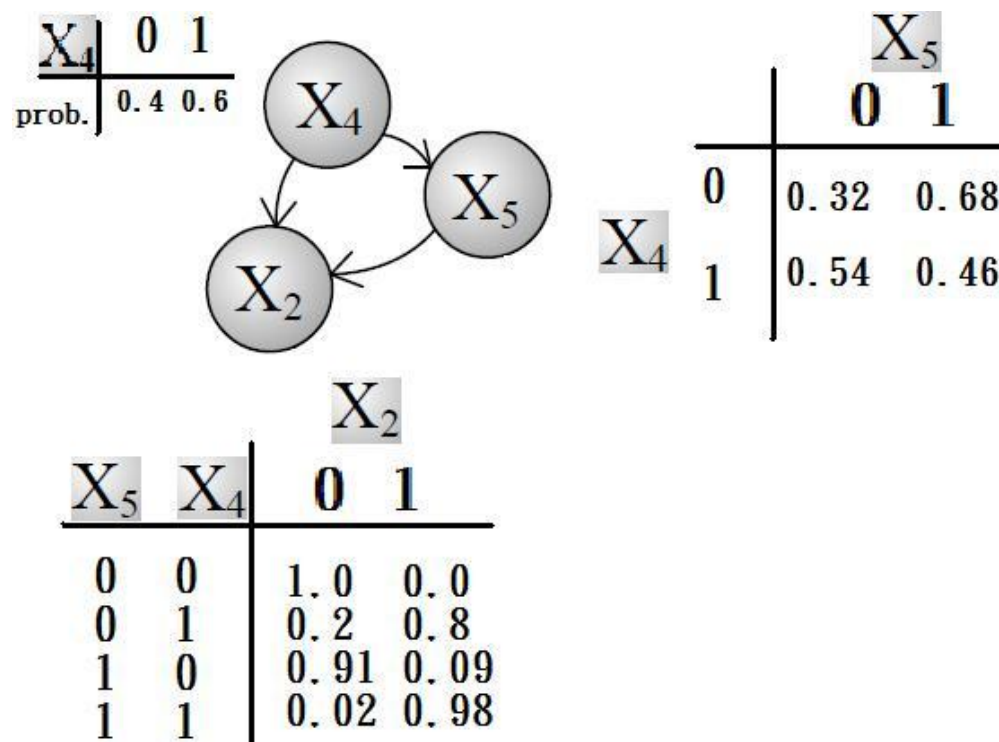 X4 0 1
prob. 0.4 0.6
X4
X5
X2
X5
0 1
X4
0 0.32 0.68
1 0.54 0.46
X2
X5 X4 0 1
0 0 1.0 0.0
0 1 0.2 0.8
1 0 0.91 0.09
1 1 0.02 0.98